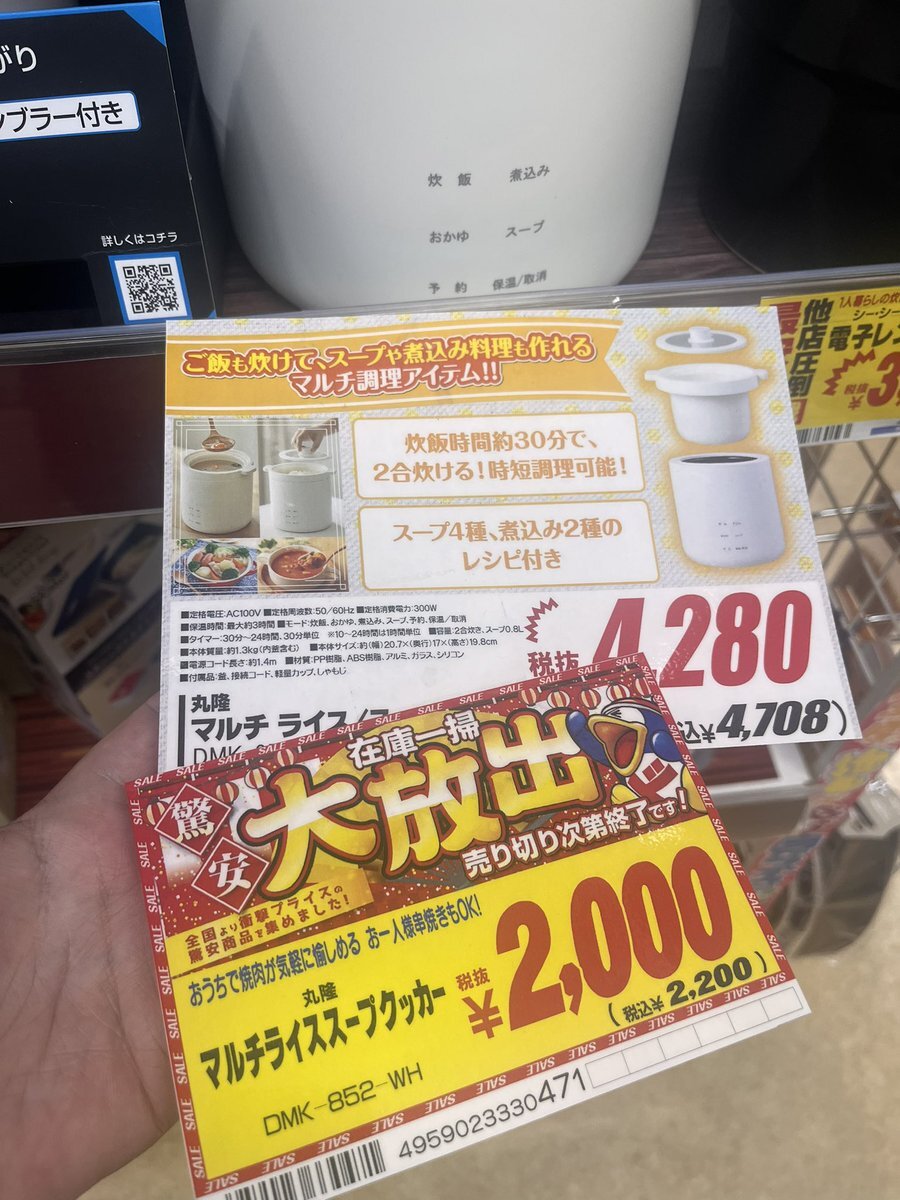 がり
ンブラー付き
詳しくはコチラ
炊飯 煮込み
おかゆ スープ
予約 保温/取消
ご飯も炊けて、スープや煮込み料理も作れる
マルチ調理アイテム!!
炊飯時間約30分で、
2合炊ける!時短調理可能!
スープ4種、煮込み2種の
レシピ付き
■定格電圧:AC100V ■定格周波数:50/60Hz ■定格消費電力:300W
■保温時間:最大約3時間 ■モード:炊飯、おかゆ、煮込み、スープ、予約、保温/取消
■タイマー:30分〜24時間、30分単位 ※10〜24時間は1時間単位 ■容量:2合炊き、スープ0.8L
■本体質量:約1.3kg(内釜含む) ■本体サイズ:約(幅)20.7×(奥行)17×(高さ)19.8cm
■電源コード長さ:約1.4m ■材質:PP樹脂、ABS樹脂、アルミ、ガラス、シリコン
■付属品:釜、接続コード、軽量カップ、しゃもじ
税抜 4,280
込¥4,708)
丸隆
マルチ ライス/ス
DMK
他店圧倒
1人暮らしの炊
シー・シー
電子レン
税抜
¥3
SALE SALE SALE SALE SALE SALE SALE
驚安
在庫一掃
大放出
売り切り次第終了です!
全国より衝撃プライスの
驚安商品を集めました!
おうちで焼肉が気軽に愉しめる お一人様串焼きもOK!
丸隆
マルチライススープクッカー
税抜 ¥2,000
(税込¥2,200)
DMK-852-WH
SALE SALE SALE SALE SALE SALE SALE
4959023330471